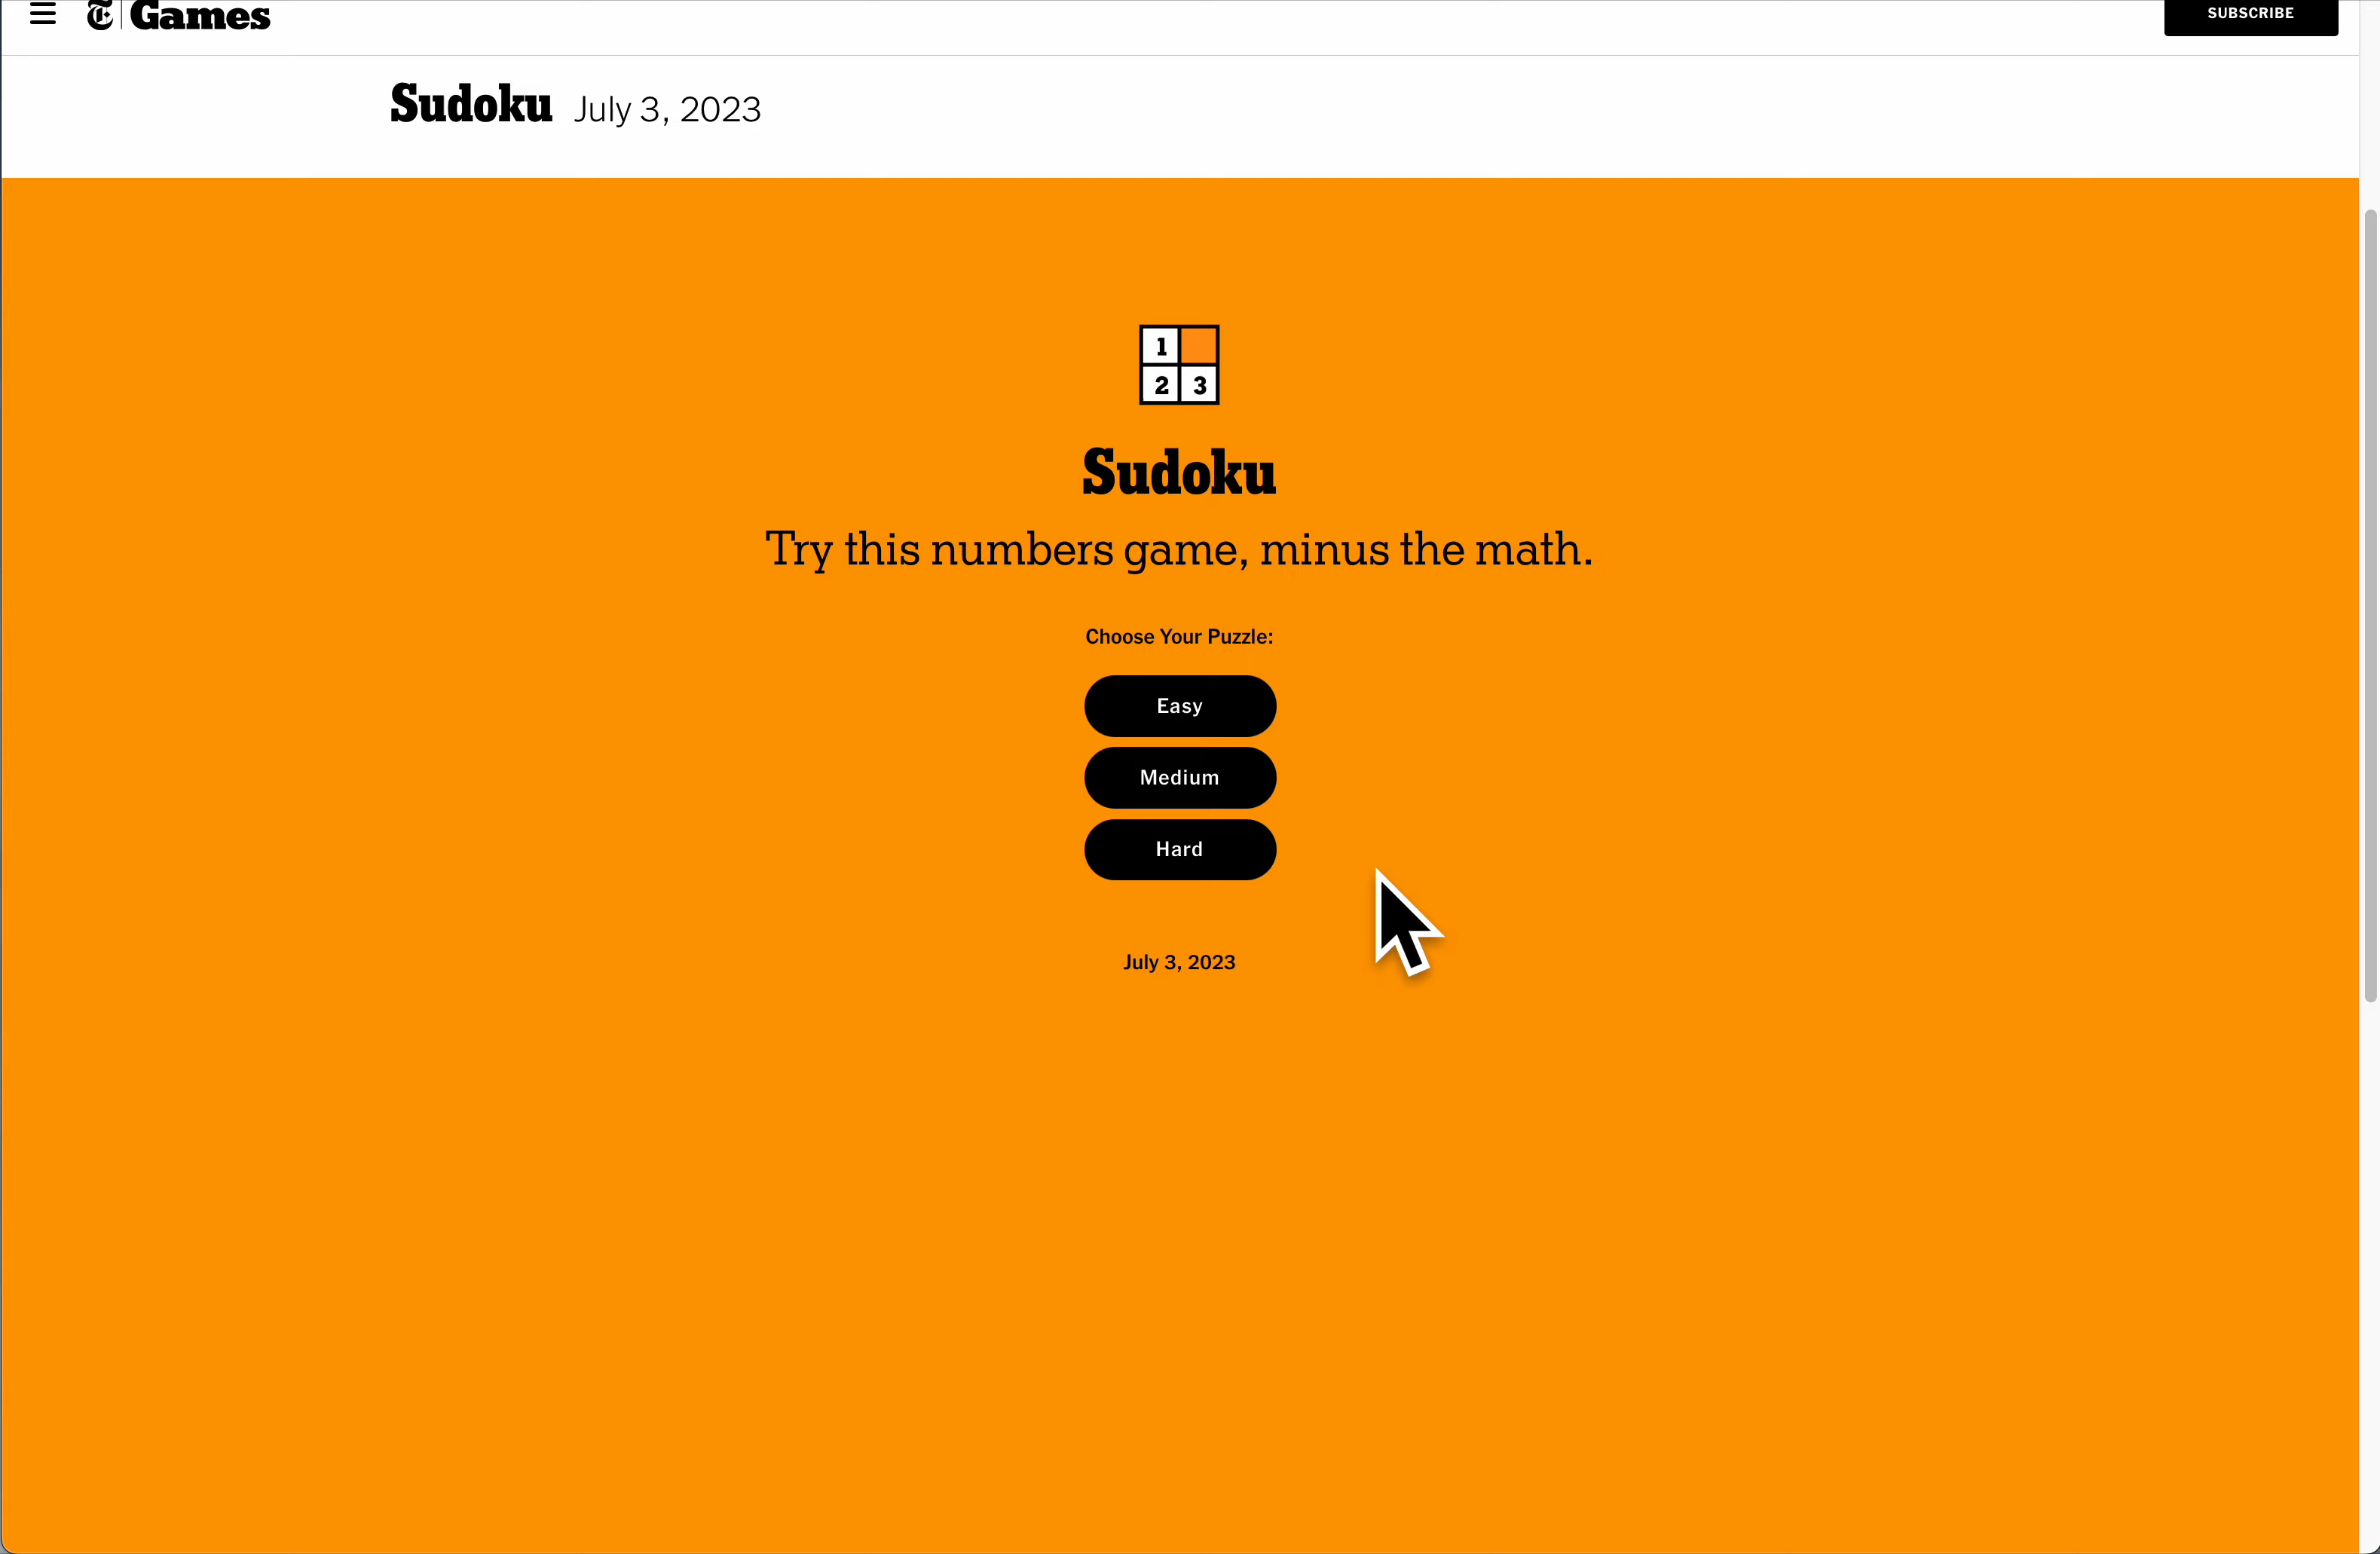 Games
SUBSCRIBE
Sudoku July 3, 2023
1
2 3
Sudoku
Try this numbers game, minus the math.
Choose Your Puzzle:
Easy
Medium
Hard
July 3, 2023